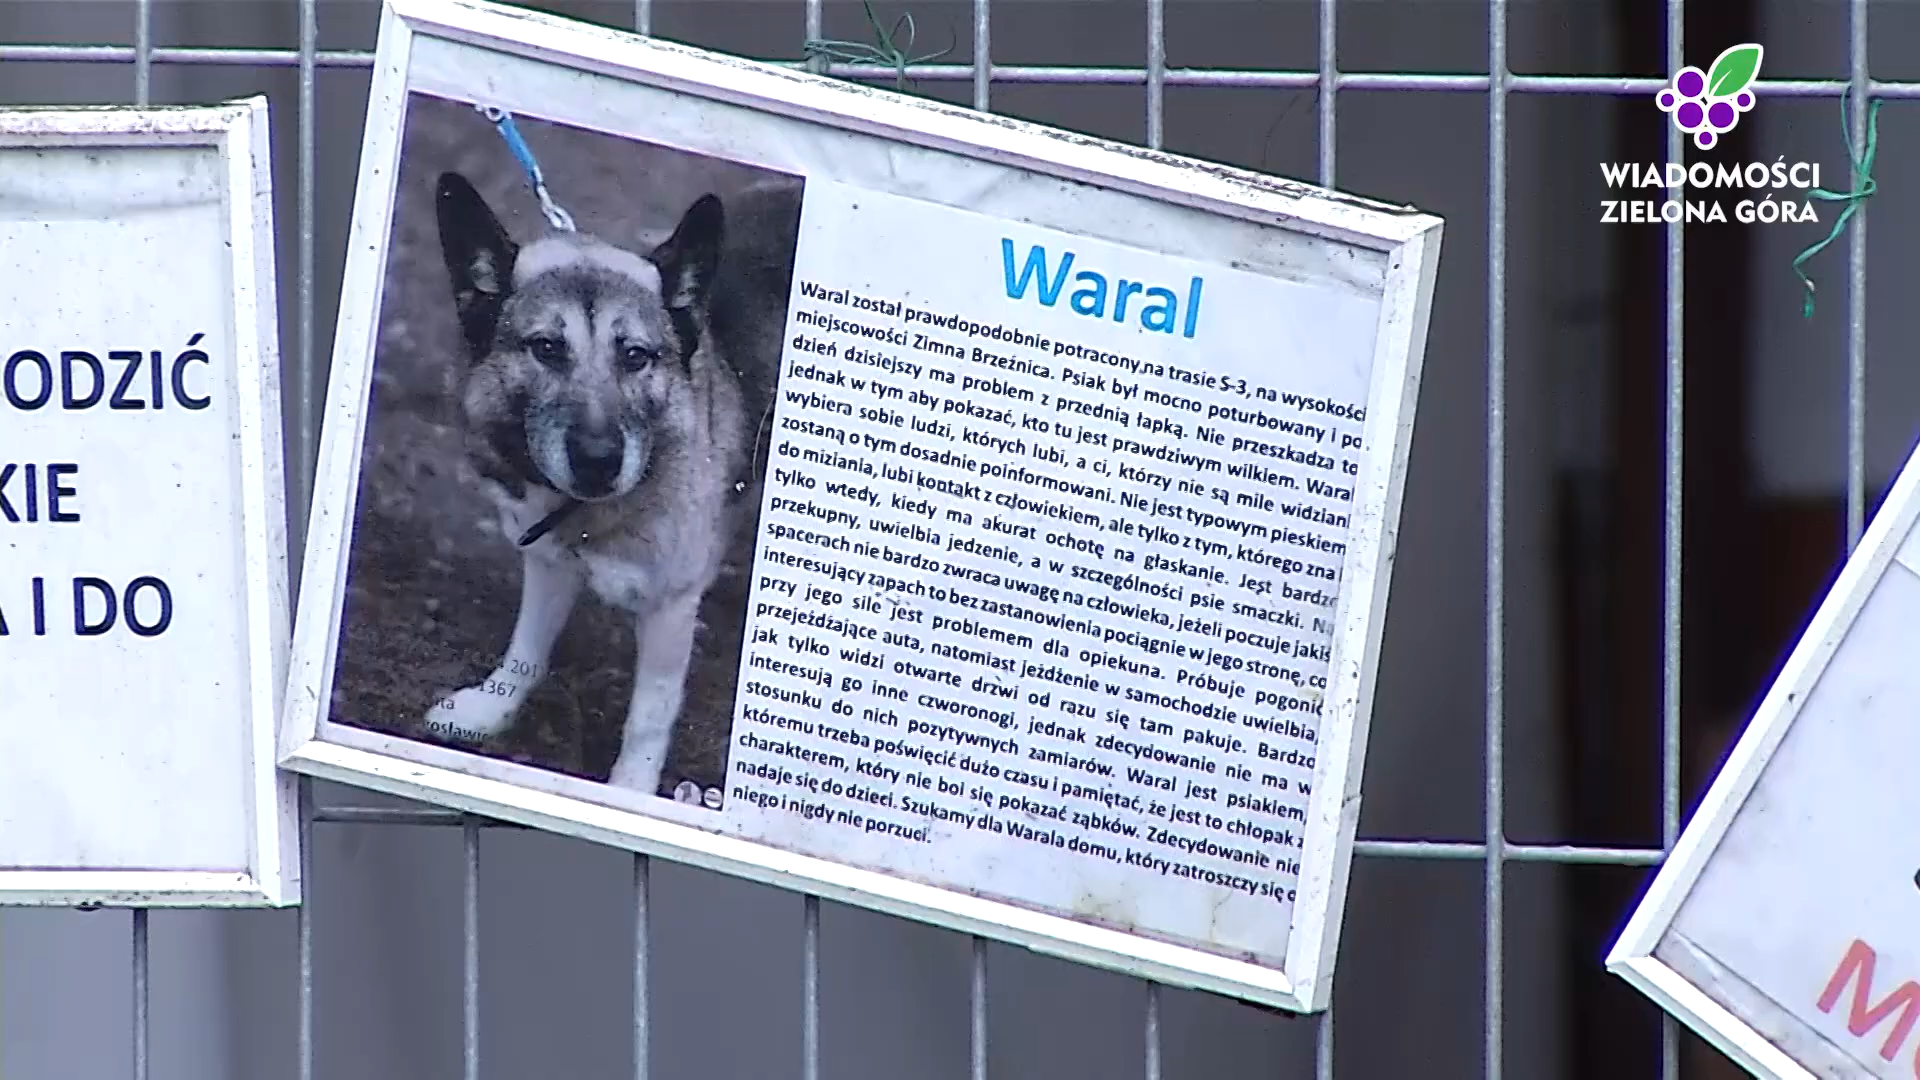 WIADOMOŚCI
ZIELONA GÓRA
ODZIĆ
KIE
A I DO
Waral
Waral został prawdopodobnie potracony na trasie S-3, na wysokości
miejscowości Zimna Brzeźnica. Psiak był mocno poturbowany i po
dzień dzisiejszy ma problem z przednią łapką. Nie przeszkadza to
jednak w tym aby pokazać, kto tu jest prawdziwym wilkiem. Waral
wybiera sobie ludzi, których lubi, a ci, którzy nie są mile widziani
zostaną o tym dosadnie poinformowani. Nie jest typowym pieskiem
do miziania, lubi kontakt z człowiekiem, ale tylko z tym, którego zna i
tylko wtedy, kiedy ma akurat ochotę na głaskanie. Jest bardzo
przekupny, uwielbia jedzenie, a w szczególności psie smaczki. Na
spacerach nie bardzo zwraca uwagę na człowieka, jeżeli poczuje jakiś
interesujący zapach to bez zastanowienia pociągnie w jego stronę, co
przy jego sile jest problemem dla opiekuna. Próbuje pogonić
przejeżdżające auta, natomiast jeżdżenie w samochodzie uwielbia,
jak tylko widzi otwarte drzwi od razu się tam pakuje. Bardzo
interesują go inne czworonogi, jednak zdecydowanie nie ma w
stosunku do nich pozytywnych zamiarów. Waral jest psiakiem,
któremu trzeba poświęcić dużo czasu i pamiętać, że jest to chłopak z
charakterem, który nie boi się pokazać ząbków. Zdecydowanie nie
nadaje się do dzieci. Szukamy dla Warala domu, który zatroszczy się o
niego i nigdy nie porzuci.
201
1367
ta
osławic
M